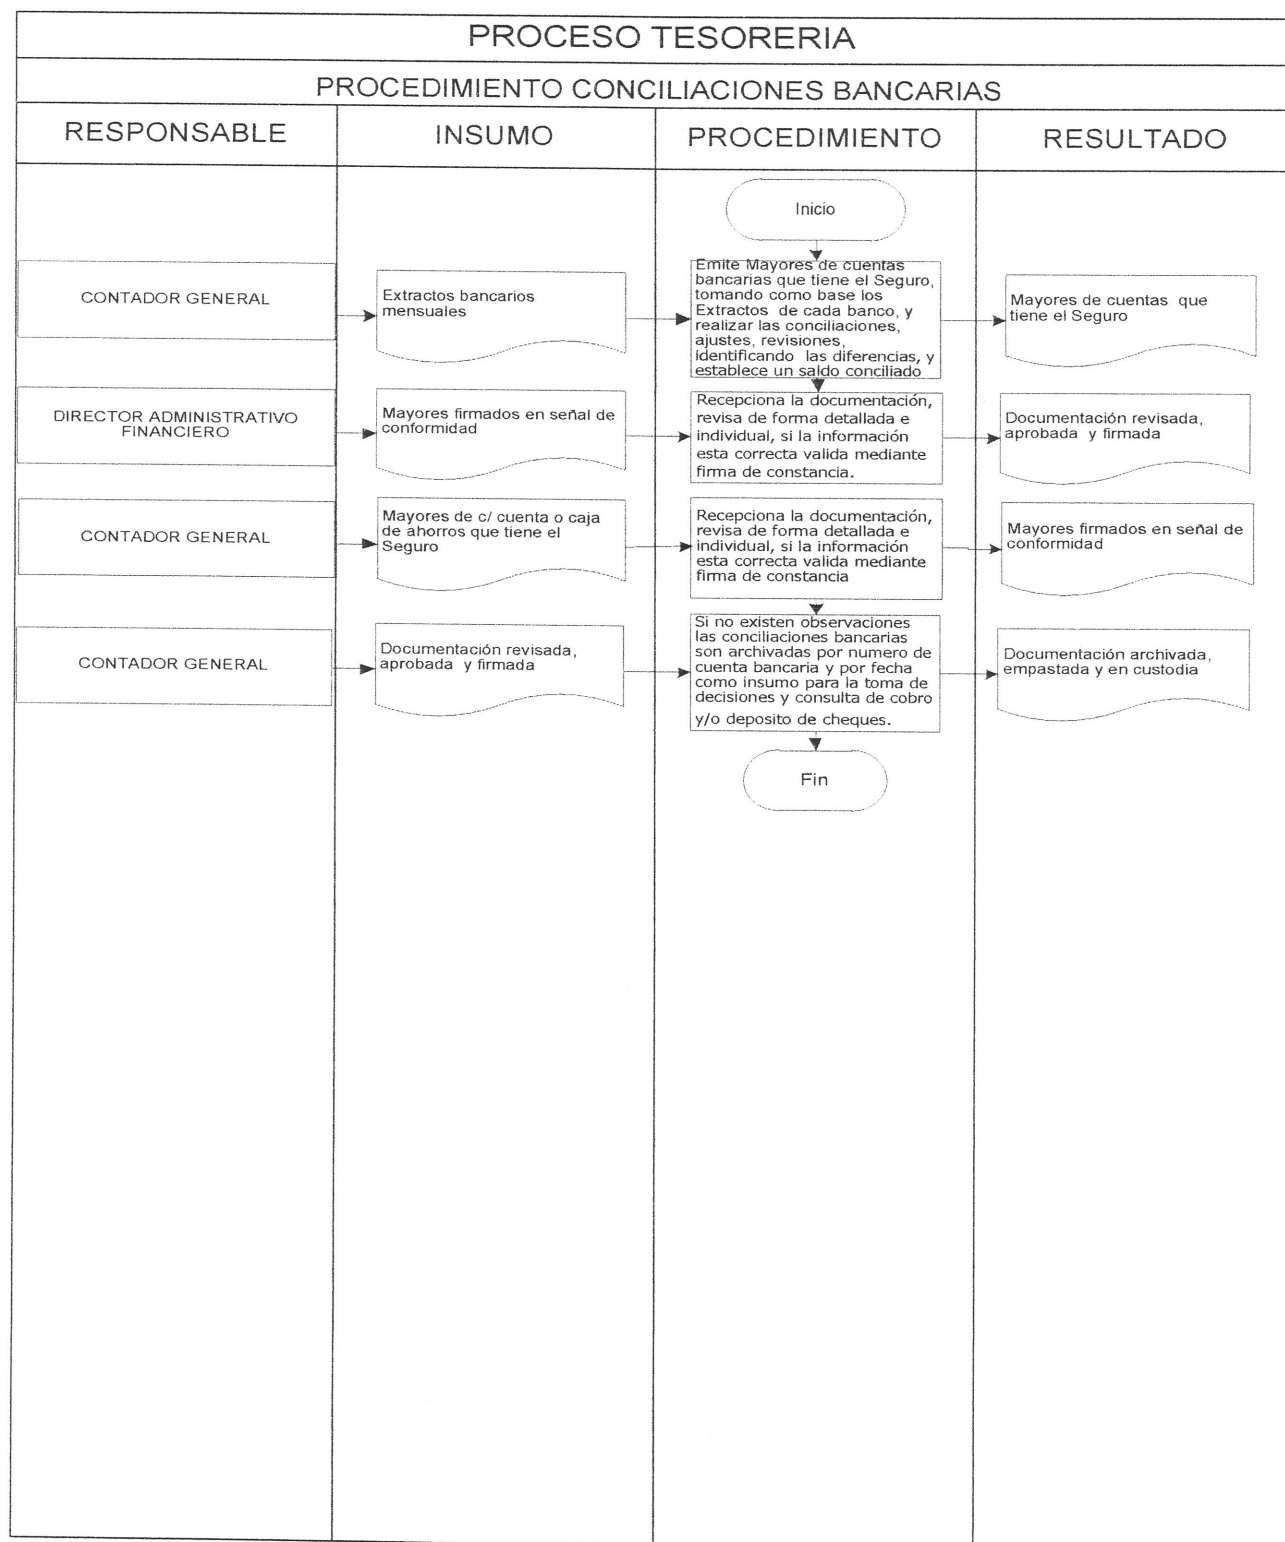 PROCESO TESORERIA
PROCEDIMIENTO CONCILIACIONES BANCARIAS
RESPONSABLE
INSUMO
PROCEDIMIENTO
RESULTADO
Inicio
CONTADOR GENERAL
Extractos bancarios
mensuales
Emite Mayores de cuentas
bancarias que tiene el Seguro,
tomando como base los
Extractos de cada banco, y
realizar las conciliaciones,
ajustes, revisiones,
identificando las diferencias, y
establece un saldo conciliado
Mayores de cuentas que
tiene el Seguro
DIRECTOR ADMINISTRATIVO
FINANCIERO
Mayores firmados en señal de
conformidad
Recepciona la documentación,
revisa de forma detallada e
individual, si la información
esta correcta valida mediante
firma de constancia.
Documentación revisada,
aprobada y firmada
CONTADOR GENERAL
Mayores de c/ cuenta o caja
de ahorros que tiene el
Seguro
Recepciona la documentación,
revisa de forma detallada e
individual, si la información
esta correcta valida mediante
firma de constancia
Mayores firmados en señal de
conformidad
CONTADOR GENERAL
Documentación revisada,
aprobada y firmada
Si no existen observaciones
las conciliaciones bancarias
son archivadas por numero de
cuenta bancaria y por fecha
como insumo para la toma de
decisiones y consulta de cobro
y/o deposito de cheques.
Documentación archivada,
empastada y en custodia
Fin